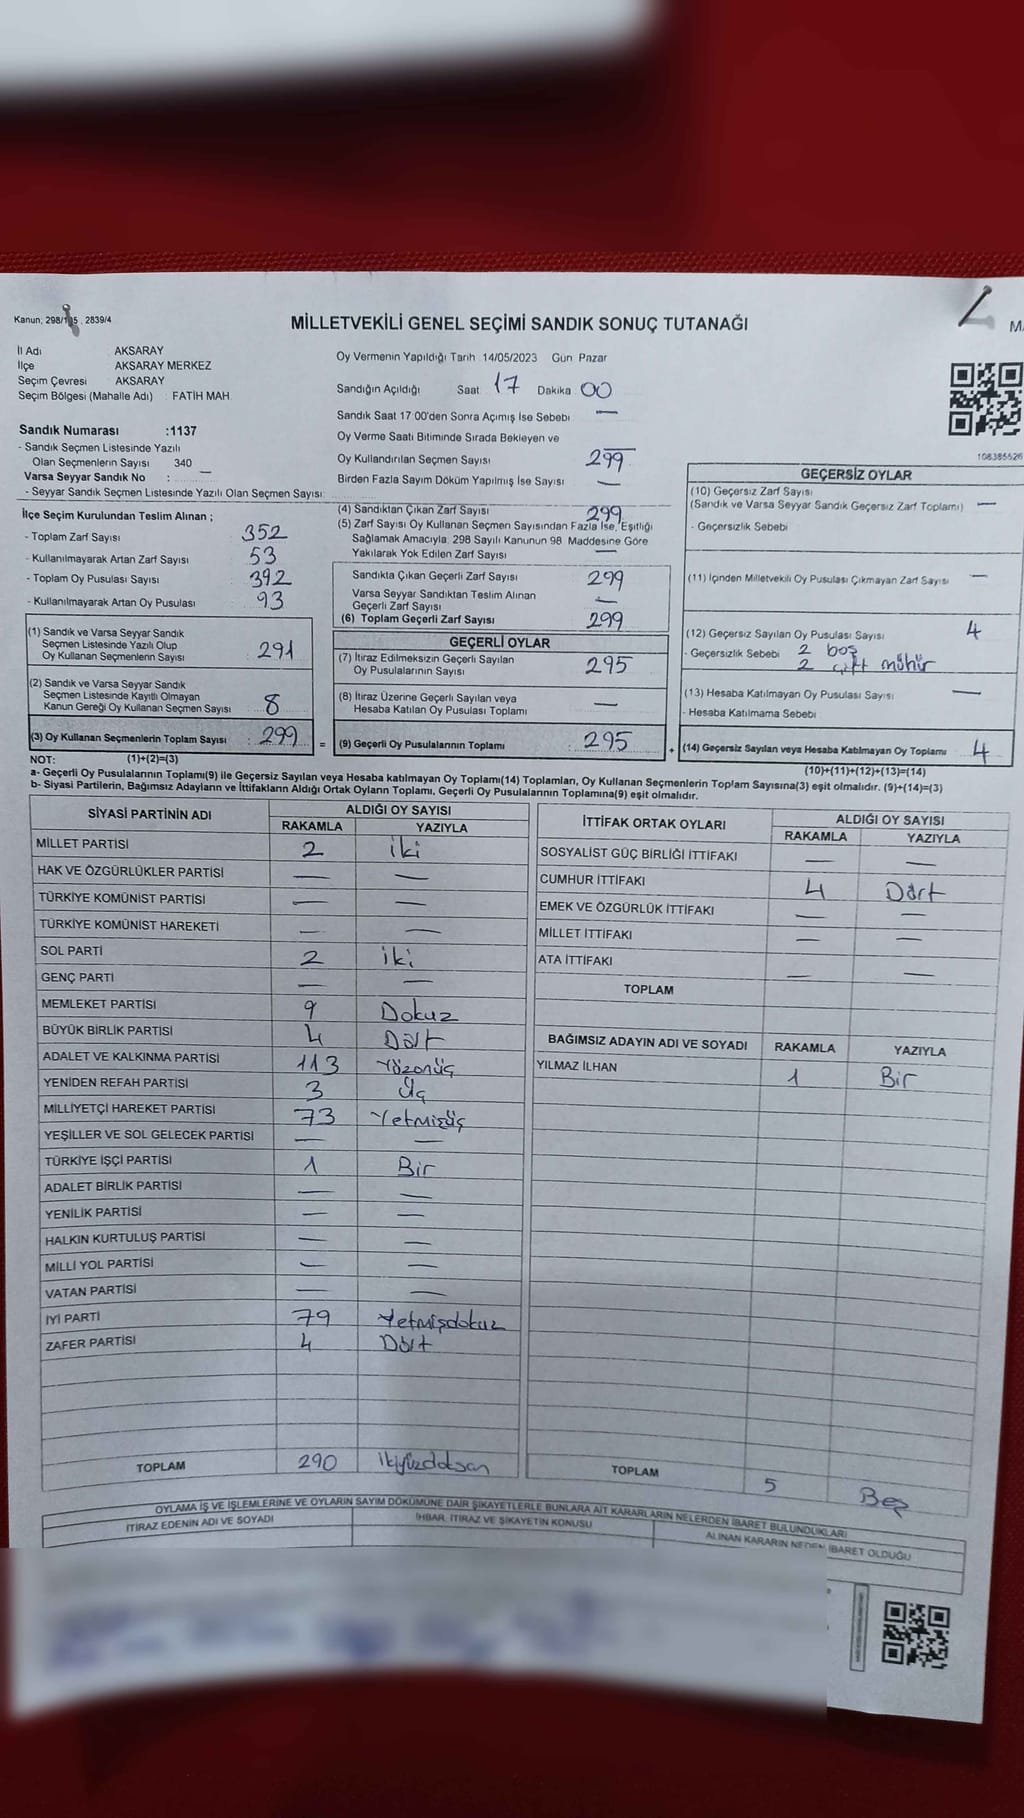 Kanun; 298/105, 2839/4
MİLLETVEKİLİ GENEL SEÇİMİ SANDIK SONUÇ TUTANAĞI
İl Adı AKSARAY
İlçe AKSARAY MERKEZ
Seçim Çevresi AKSARAY
Seçim Bölgesi (Mahalle Adı) : FATİH MAH.
Sandık Numarası :1137
- Sandık Seçmen Listesinde Yazılı
Olan Seçmenlerin Sayısı 340
Varsa Seyyar Sandık No : —
- Seyyar Sandık Seçmen Listesinde Yazılı Olan Seçmen Sayısı:
Oy Vermenin Yapıldığı Tarih 14/05/2023 Gün Pazar
Sandığın Açıldığı Saat 17 Dakika 00
Sandık Saat 17:00'den Sonra Açımış İse Sebebi —
Oy Verme Saati Bitiminde Sırada Bekleyen ve
Oy Kullandırılan Seçmen Sayısı 299
Birden Fazla Sayım Döküm Yapılmış İse Sayısı —
108385526
İlçe Seçim Kurulundan Teslim Alınan ;
- Toplam Zarf Sayısı 352
- Kullanılmayarak Artan Zarf Sayısı 53
- Toplam Oy Pusulası Sayısı 392
- Kullanılmayarak Artan Oy Pusulası 93
(1) Sandık ve Varsa Seyyar Sandık
Seçmen Listesinde Yazılı Olup
Oy Kullanan Seçmenlerin Sayısı 291
(2) Sandık ve Varsa Seyyar Sandık
Seçmen Listesinde Kayıtlı Olmayan
Kanun Gereği Oy Kullanan Seçmen Sayısı 8
(3) Oy Kullanan Seçmenlerin Toplam Sayısı : 299 =
(4) Sandıktan Çıkan Zarf Sayısı 299
(5) Zarf Sayısı Oy Kullanan Seçmen Sayısından Fazla İse, Eşitliği
Sağlamak Amacıyla, 298 Sayılı Kanunun 98. Maddesine Göre
Yakılarak Yok Edilen Zarf Sayısı —
Sandıkta Çıkan Geçerli Zarf Sayısı 299
Varsa Seyyar Sandıktan Teslim Alınan —
Geçerli Zarf Sayısı
(6) Toplam Geçerli Zarf Sayısı 299
GEÇERLİ OYLAR
(7) İtiraz Edilmeksizin Geçerli Sayılan
Oy Pusulalarının Sayısı 295
(8) İtiraz Üzerine Geçerli Sayılan veya
Hesaba Katılan Oy Pusulası Toplamı —
(9) Geçerli Oy Pusulalarının Toplamı : 295 +
GEÇERSİZ OYLAR
(10) Geçersiz Zarf Sayısı
(Sandık ve Varsa Seyyar Sandık Geçersiz Zarf Toplamı) —
- Geçersizlik Sebebi
(11) İçinden Milletvekili Oy Pusulası Çıkmayan Zarf Sayısı —
(12) Geçersiz Sayılan Oy Pusulası Sayısı 4
- Geçersizlik Sebebi 2 boş
2 çift mühür
(13) Hesaba Katılmayan Oy Pusulası Sayısı —
- Hesaba Katılmama Sebebi
(14) Geçersiz Sayılan veya Hesaba Katılmayan Oy Toplamı 4
NOT: (1)+(2)=(3)
(10)+(11)+(12)+(13)=(14)
a- Geçerli Oy Pusulalarının Toplamı(9) ile Geçersiz Sayılan veya Hesaba katılmayan Oy Toplamı(14) Toplamları, Oy Kullanan Seçmenlerin Toplam Sayısına(3) eşit olmalıdır. (9)+(14)=(3)
b- Siyasi Partilerin, Bağımsız Adayların ve İttifakların Aldığı Ortak Oyların Toplamı, Geçerli Oy Pusulalarının Toplamına(9) eşit olmalıdır.
SİYASİ PARTİNİN ADI ALDIĞI OY SAYISI
RAKAMLA YAZIYLA
MİLLET PARTİSİ 2 iki
HAK VE ÖZGÜRLÜKLER PARTİSİ — —
TÜRKİYE KOMÜNİST PARTİSİ — —
TÜRKİYE KOMÜNİST HAREKETİ — —
SOL PARTİ 2 iki
GENÇ PARTİ — —
MEMLEKET PARTİSİ 9 Dokuz
BÜYÜK BİRLİK PARTİSİ 4 Dört
ADALET VE KALKINMA PARTİSİ 113 Yüzonüç
YENİDEN REFAH PARTİSİ 3 Üç
MİLLİYETÇİ HAREKET PARTİSİ 73 Yetmişüç
YEŞİLLER VE SOL GELECEK PARTİSİ — —
TÜRKİYE İŞÇİ PARTİSİ 1 Bir
ADALET BİRLİK PARTİSİ — —
YENİLİK PARTİSİ — —
HALKIN KURTULUŞ PARTİSİ — —
MİLLİ YOL PARTİSİ — —
VATAN PARTİSİ — —
İYİ PARTİ 79 Yetmişdokuz
ZAFER PARTİSİ 4 Dört
TOPLAM 290 ikiyüzdoksan
İTTİFAK ORTAK OYLARI ALDIĞI OY SAYISI
RAKAMLA YAZIYLA
SOSYALİST GÜÇ BİRLİĞİ İTTİFAKI — —
CUMHUR İTTİFAKI 4 Dört
EMEK VE ÖZGÜRLÜK İTTİFAKI — —
MİLLET İTTİFAKI — —
ATA İTTİFAKI — —
TOPLAM
BAĞIMSIZ ADAYIN ADI VE SOYADI RAKAMLA YAZIYLA
YILMAZ İLHAN 1 Bir
TOPLAM 5 Beş
OYLAMA İŞ VE İŞLEMLERİNE VE OYLARIN SAYIM DÖKÜMÜNE DAİR ŞİKAYETLERLE BUNLARA AİT KARARLARIN NELERDEN İBARET BULUNDUKLARI
İTİRAZ EDENİN ADI VE SOYADI İHBAR, İTİRAZ VE ŞİKAYETİN KONUSU ALINAN KARARIN NEDEN İBARET OLDUĞU